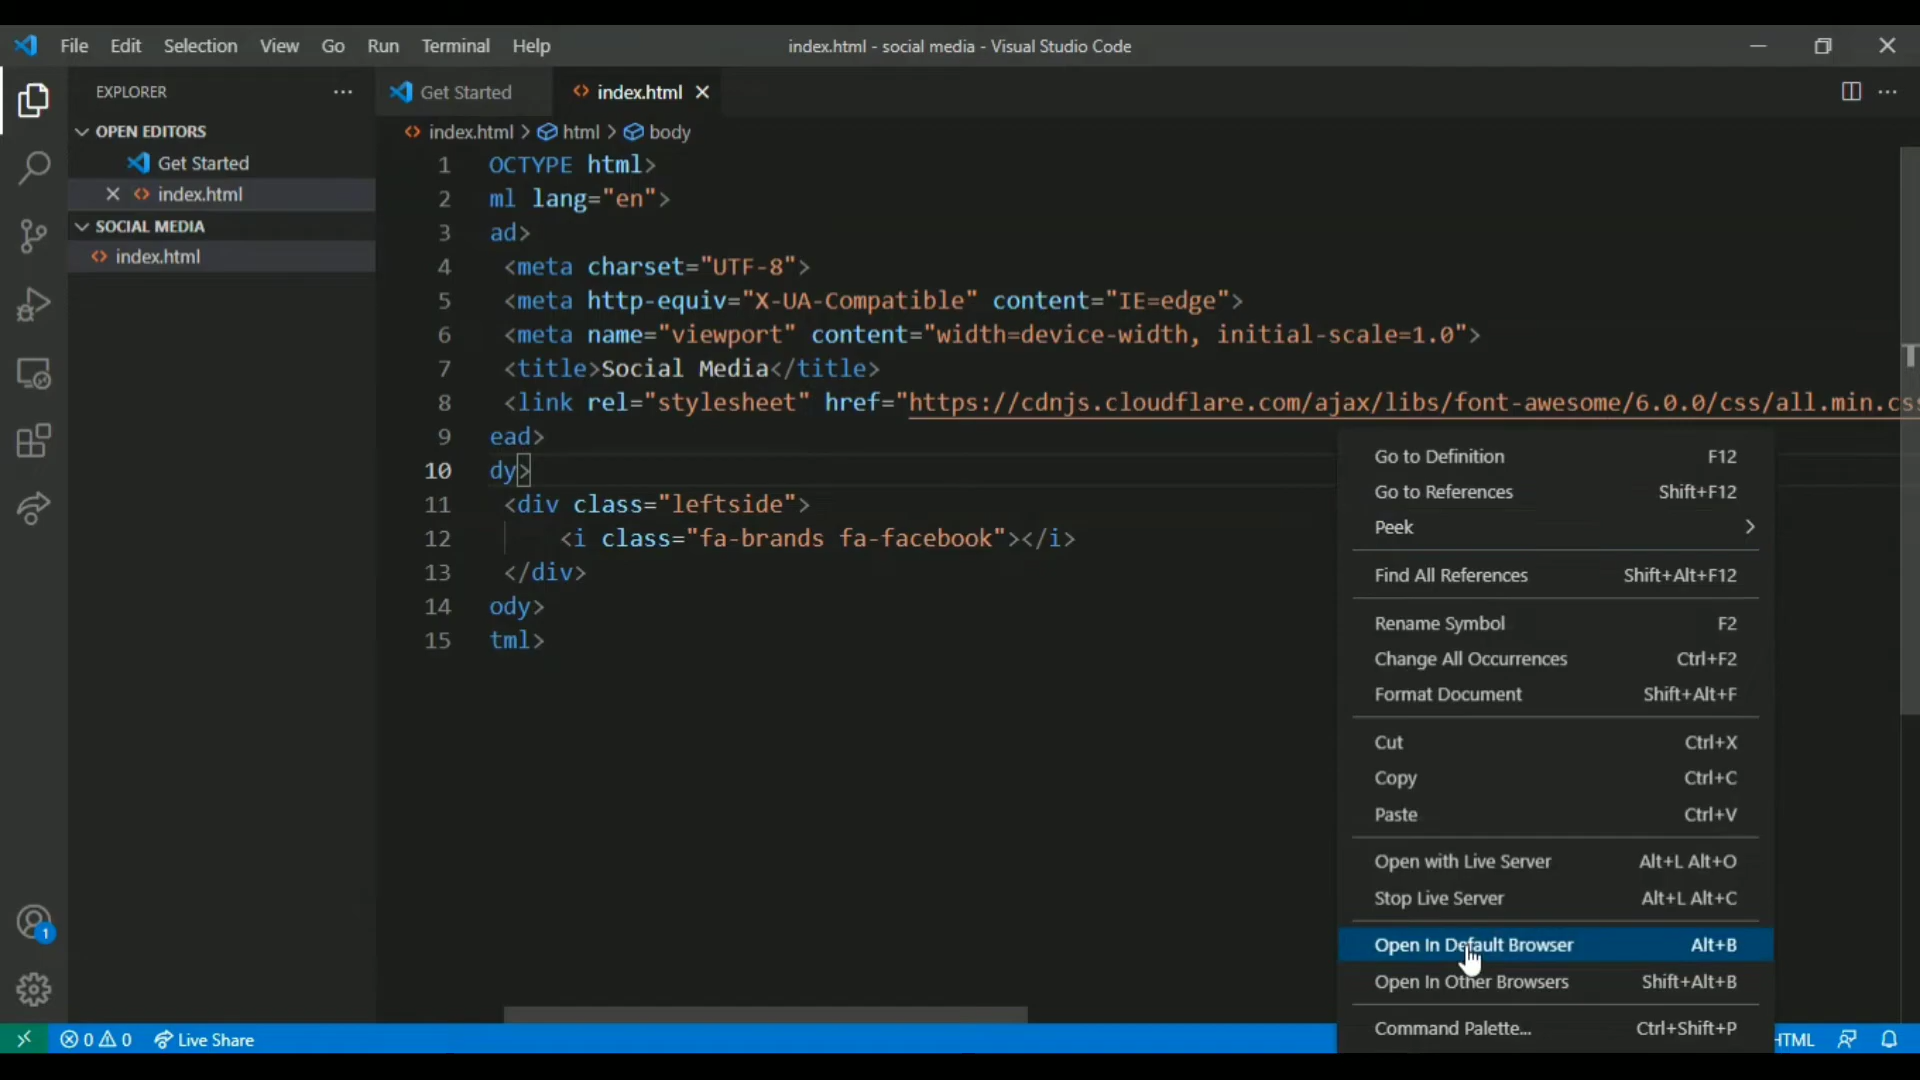 File Edit Selection View Go Run Terminal Help
index.html - social media - Visual Studio Code
EXPLORER
OPEN EDITORS
Get Started
index.html
SOCIAL MEDIA
index.html
Get Started
index.html
index.html > html > body
1 OCTYPE html>
2 ml lang="en">
3 ad>
4 <meta charset="UTF-8">
5 <meta http-equiv="X-UA-Compatible" content="IE=edge">
6 <meta name="viewport" content="width=device-width, initial-scale=1.0">
7 <title>Social Media</title>
8 <link rel="stylesheet" href="https://cdnjs.cloudflare.com/ajax/libs/font-awesome/6.0.0/css/all.min.cs
9 ead>
10 dy>
11 <div class="leftside">
12 <i class="fa-brands fa-facebook"></i>
13 </div>
14 ody>
15 tml>
Go to Definition F12
Go to References Shift+F12
Peek
Find All References Shift+Alt+F12
Rename Symbol F2
Change All Occurrences Ctrl+F2
Format Document Shift+Alt+F
Cut Ctrl+X
Copy Ctrl+C
Paste Ctrl+V
Open with Live Server Alt+L Alt+O
Stop Live Server Alt+L Alt+C
Open In Default Browser Alt+B
Open In Other Browsers Shift+Alt+B
Command Palette... Ctrl+Shift+P
1
0 0 Live Share
HTML